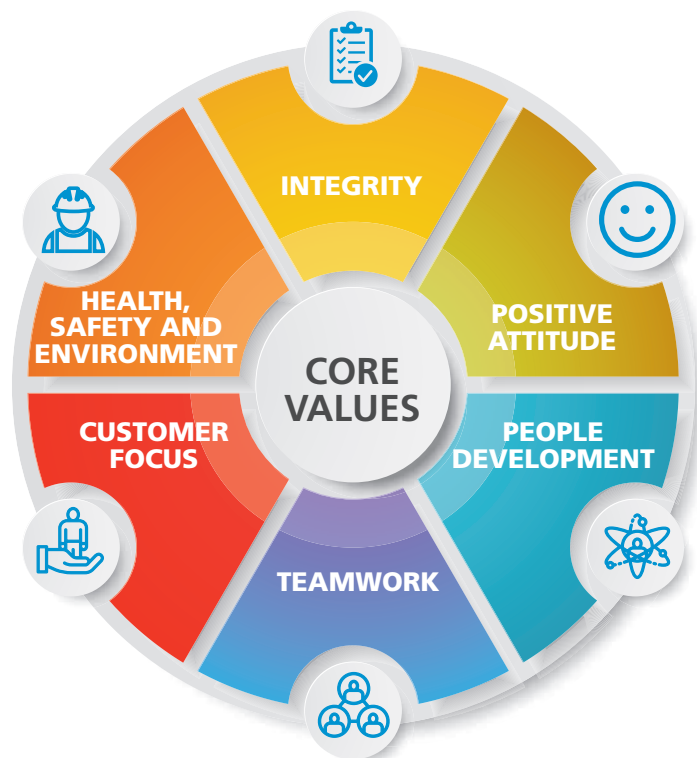 INTEGRITY
POSITIVE
ATTITUDE
PEOPLE
DEVELOPMENT
TEAMWORK
CUSTOMER
FOCUS
HEALTH,
SAFETY AND
ENVIRONMENT
CORE
VALUES